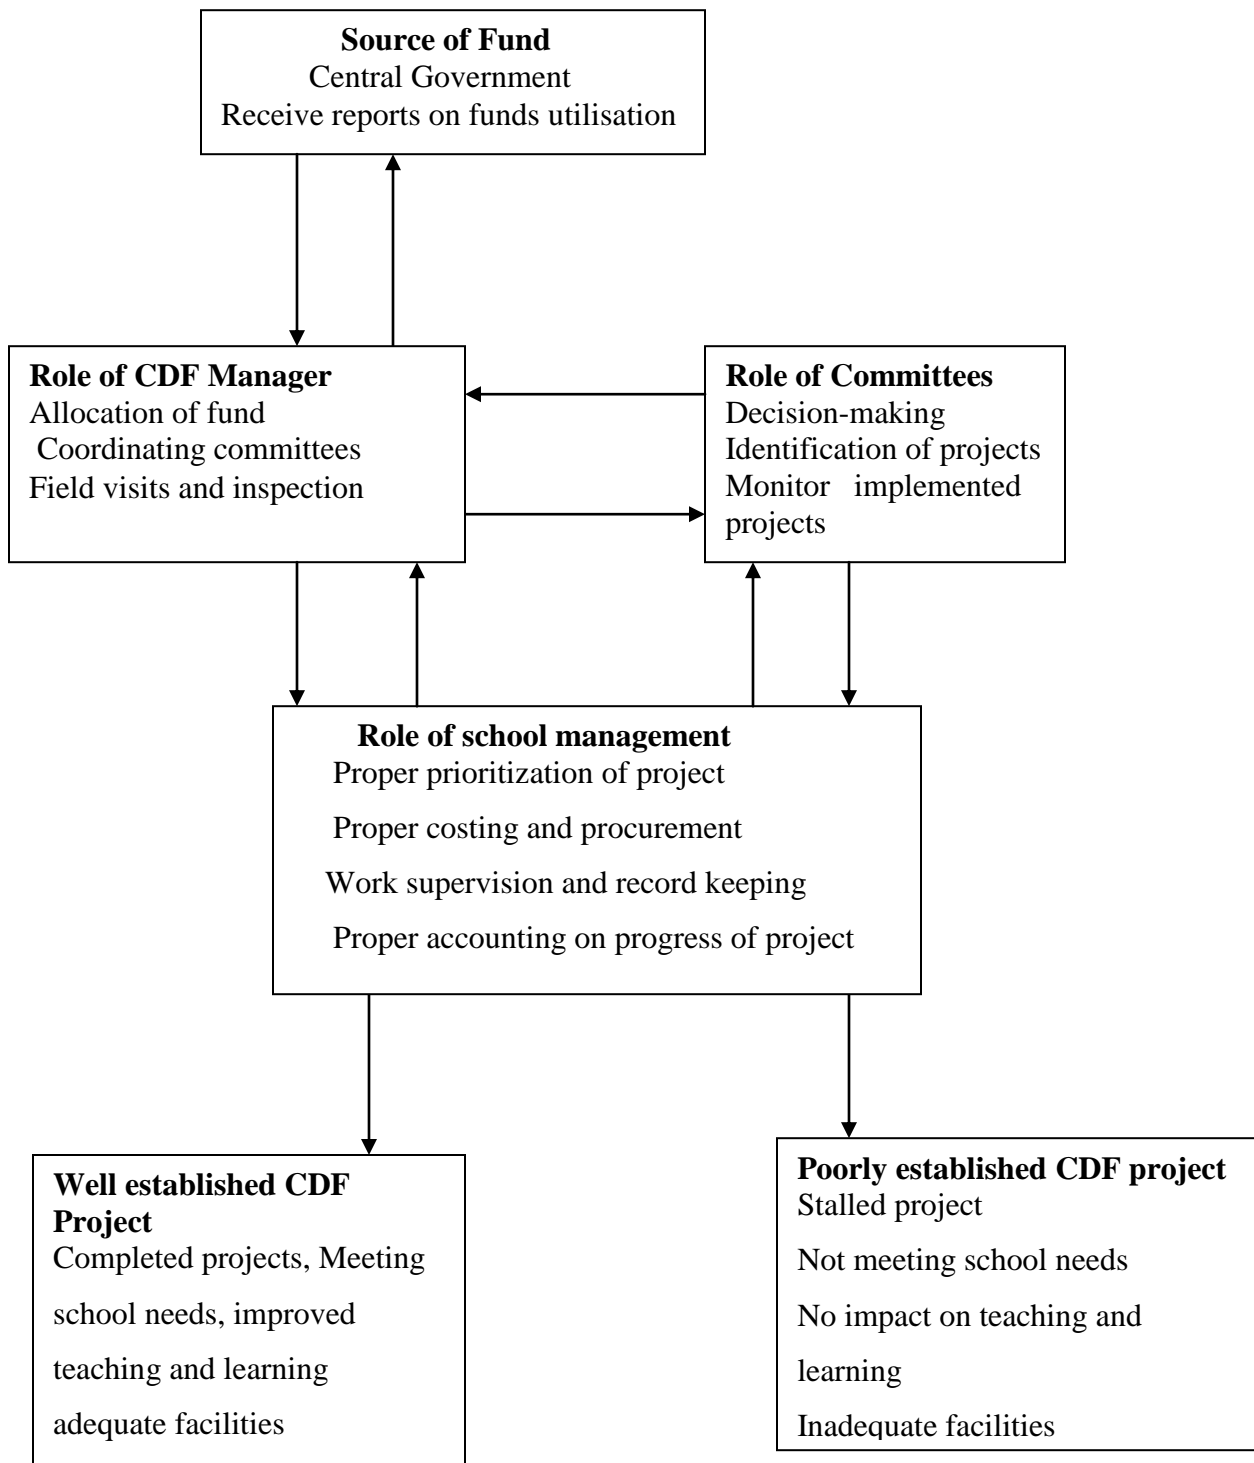 Source of Fund
Central Government
Receive reports on funds utilisation
Role of CDF Manager
Allocation of fund
Coordinating committees
Field visits and inspection
Role of Committees
Decision-making
Identification of projects
Monitor implemented
projects
Role of school management
Proper prioritization of project
Proper costing and procurement
Work supervision and record keeping
Proper accounting on progress of project
Well established CDF
Project
Completed projects, Meeting
school needs, improved
teaching and learning
adequate facilities
Poorly established CDF project
Stalled project
Not meeting school needs
No impact on teaching and
learning
Inadequate facilities